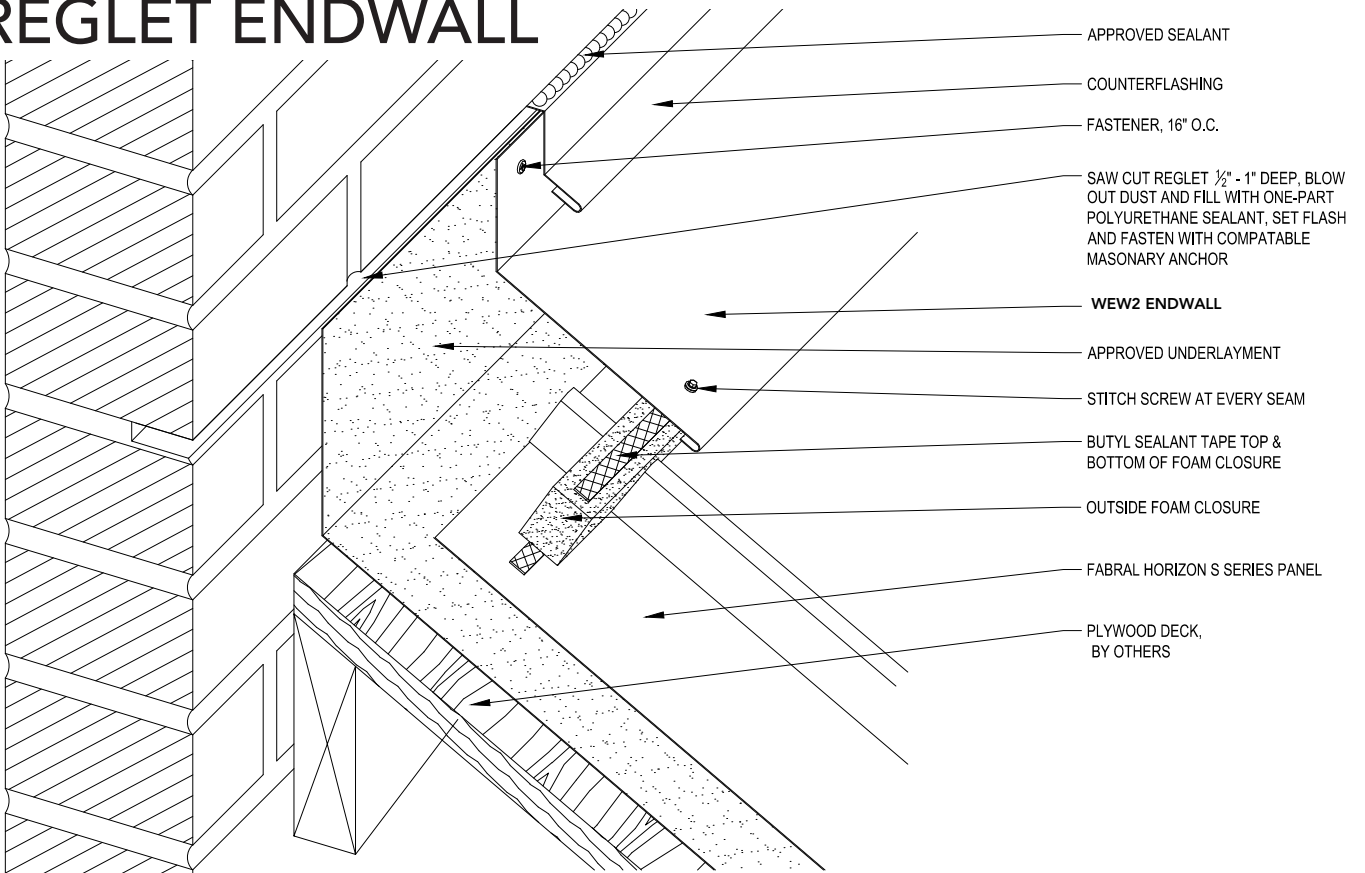 REGLET ENDWALL
APPROVED SEALANT
COUNTERFLASHING
FASTENER, 16" O.C.
SAW CUT REGLET ½" - 1" DEEP, BLOW
OUT DUST AND FILL WITH ONE-PART
POLYURETHANE SEALANT, SET FLASH
AND FASTEN WITH COMPATABLE
MASONARY ANCHOR
WEW2 ENDWALL
APPROVED UNDERLAYMENT
STITCH SCREW AT EVERY SEAM
BUTYL SEALANT TAPE TOP &
BOTTOM OF FOAM CLOSURE
OUTSIDE FOAM CLOSURE
FABRAL HORIZON S SERIES PANEL
PLYWOOD DECK,
BY OTHERS